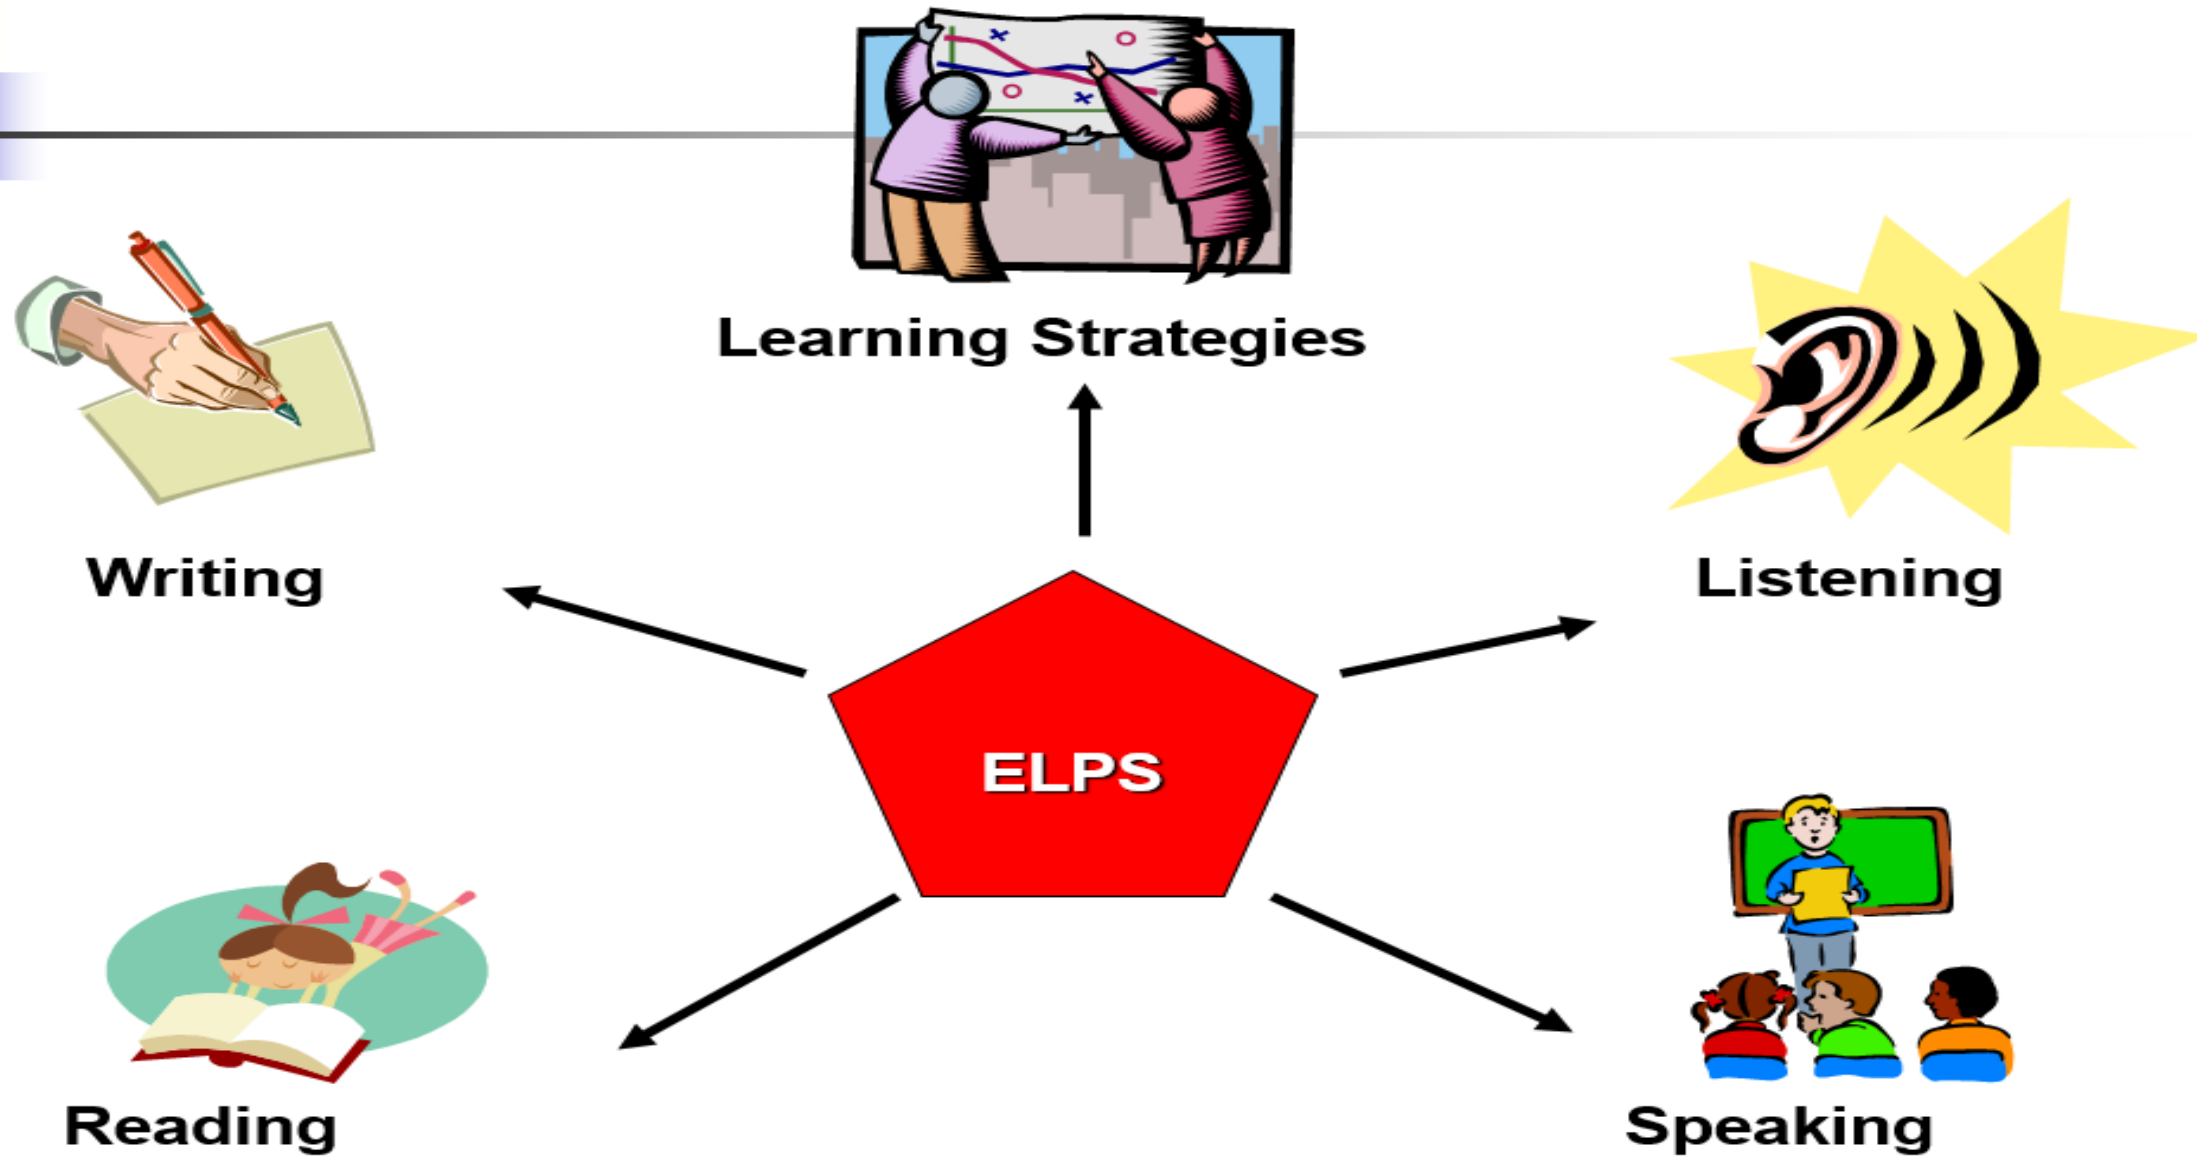 Learning Strategies
Writing
Listening
ELPS
Reading
Speaking